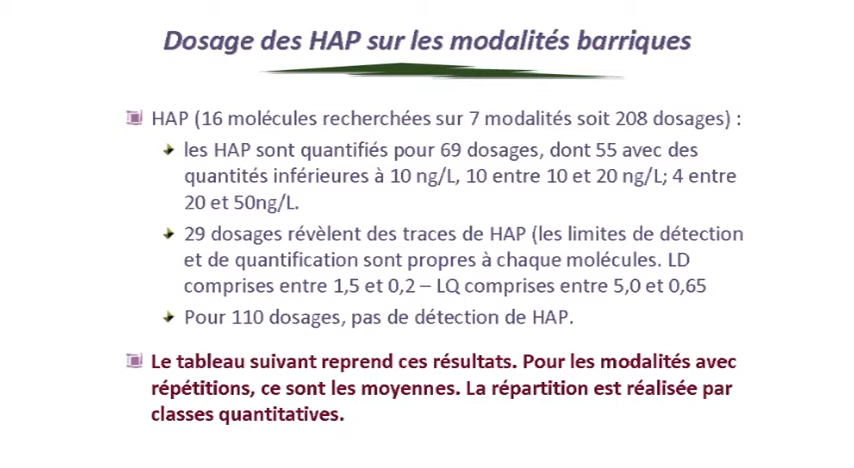 Dosage des HAP sur les modalités barriques
HAP (16 molécules recherchées sur 7 modalités soit 208 dosages) :
les HAP sont quantifiés pour 69 dosages, dont 55 avec des
quantités inférieures à 10 ng/L, 10 entre 10 et 20 ng/L; 4 entre
20 et 50ng/L.
29 dosages révèlent des traces de HAP (les limites de détection
et de quantification sont propres à chaque molécules. LD
comprises entre 1,5 et 0,2 – LQ comprises entre 5,0 et 0,65
Pour 110 dosages, pas de détection de HAP.
Le tableau suivant reprend ces résultats. Pour les modalités avec
répétitions, ce sont les moyennes. La répartition est réalisée par
classes quantitatives.